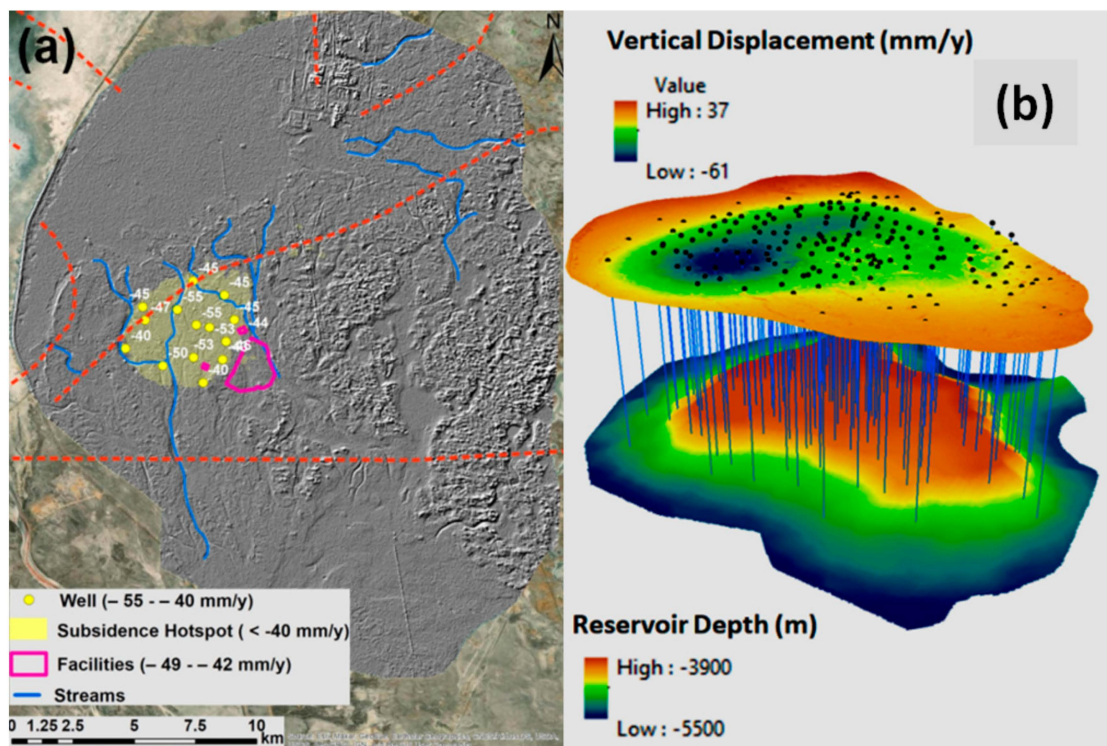 (a)
N
-45
-45
-55
-45
-47
-55
-45
-53
-44
-40
-53
-46
-50
-40
Well (– 55 - – 40 mm/y)
Subsidence Hotspot ( < -40 mm/y)
Facilities (– 49 - – 42 mm/y)
Streams
0 1.25 2.5 5 7.5 10
km
Vertical Displacement (mm/y)
Value
High : 37
Low : -61
(b)
Reservoir Depth (m)
High : -3900
Low : -5500